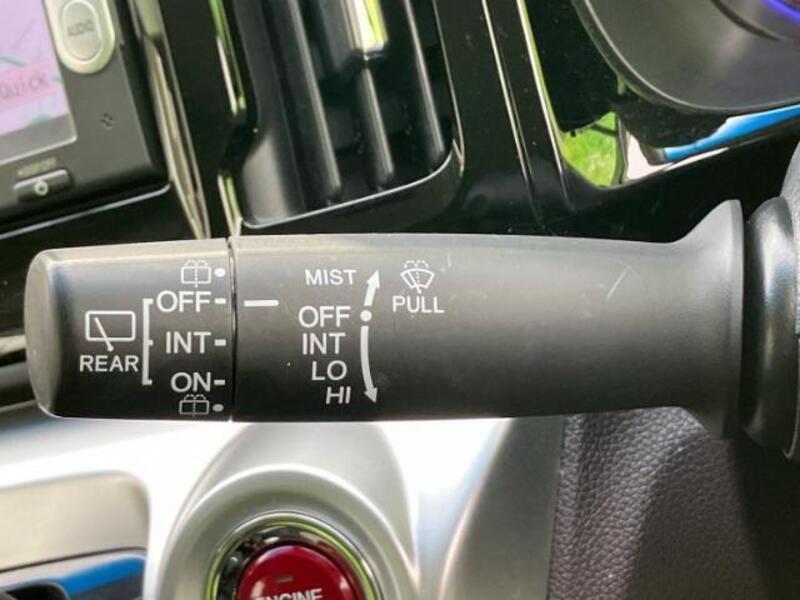 AUDIO
Quick
MIST
PULL
OFF
INT
LO
HI
REAR
OFF
INT
ON
ENGINE